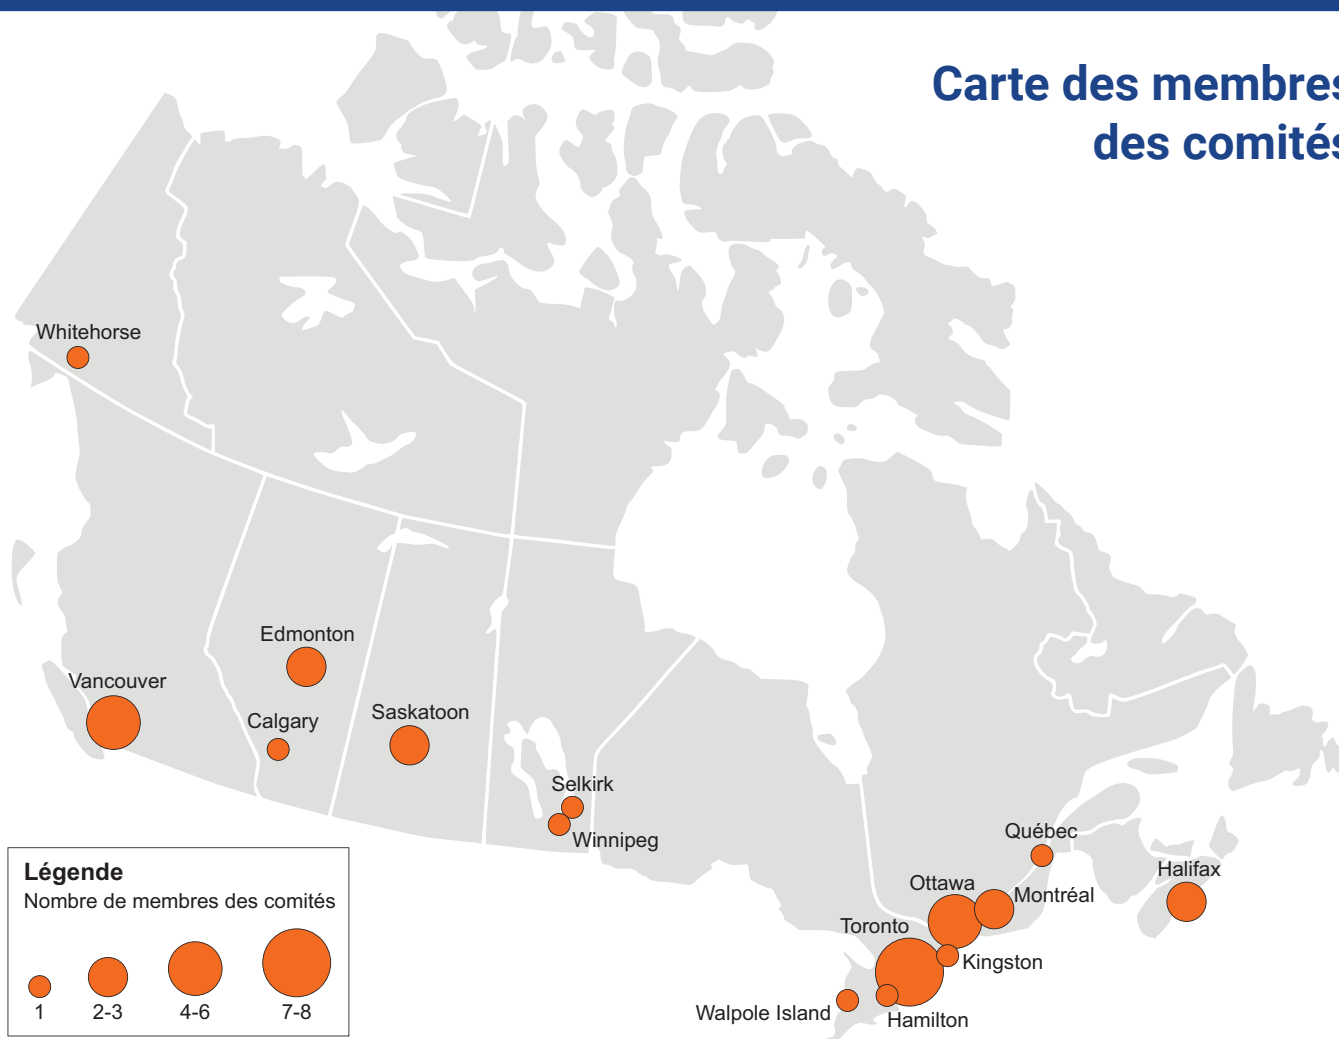 Carte des membres
des comités
Whitehorse
Edmonton
Vancouver
Calgary
Saskatoon
Selkirk
Winnipeg
Québec
Halifax
Ottawa
Montréal
Toronto
Kingston
Walpole Island
Hamilton
Légende
Nombre de membres des comités
1 2-3 4-6 7-8